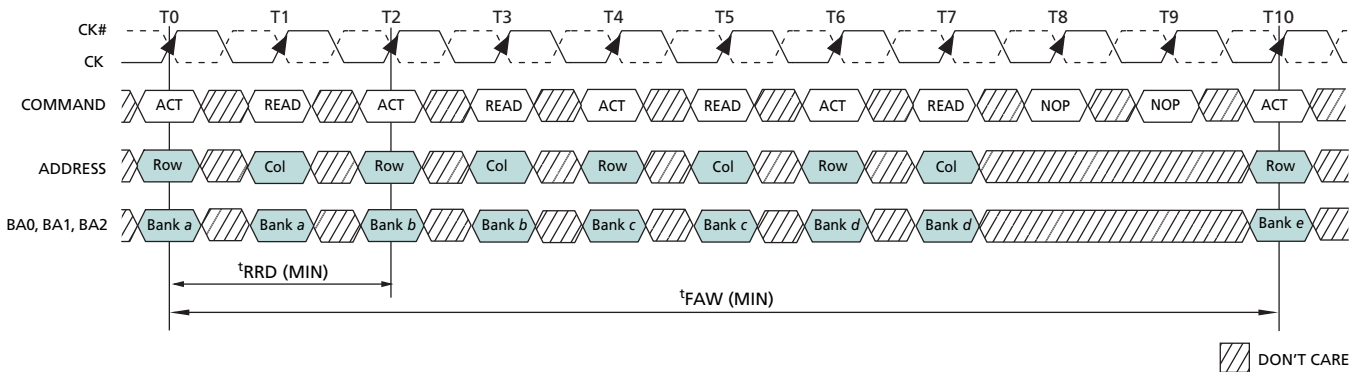 T0 T1 T2 T3 T4 T5 T6 T7 T8 T9 T10
CK#
CK
COMMAND ACT READ ACT READ ACT READ ACT READ NOP NOP ACT
ADDRESS Row Col Row Col Row Col Row Col Row
BA0, BA1, BA2 Bank a Bank a Bank b Bank b Bank c Bank c Bank d Bank d Bank e
tRRD (MIN)
tFAW (MIN)
DON'T CARE